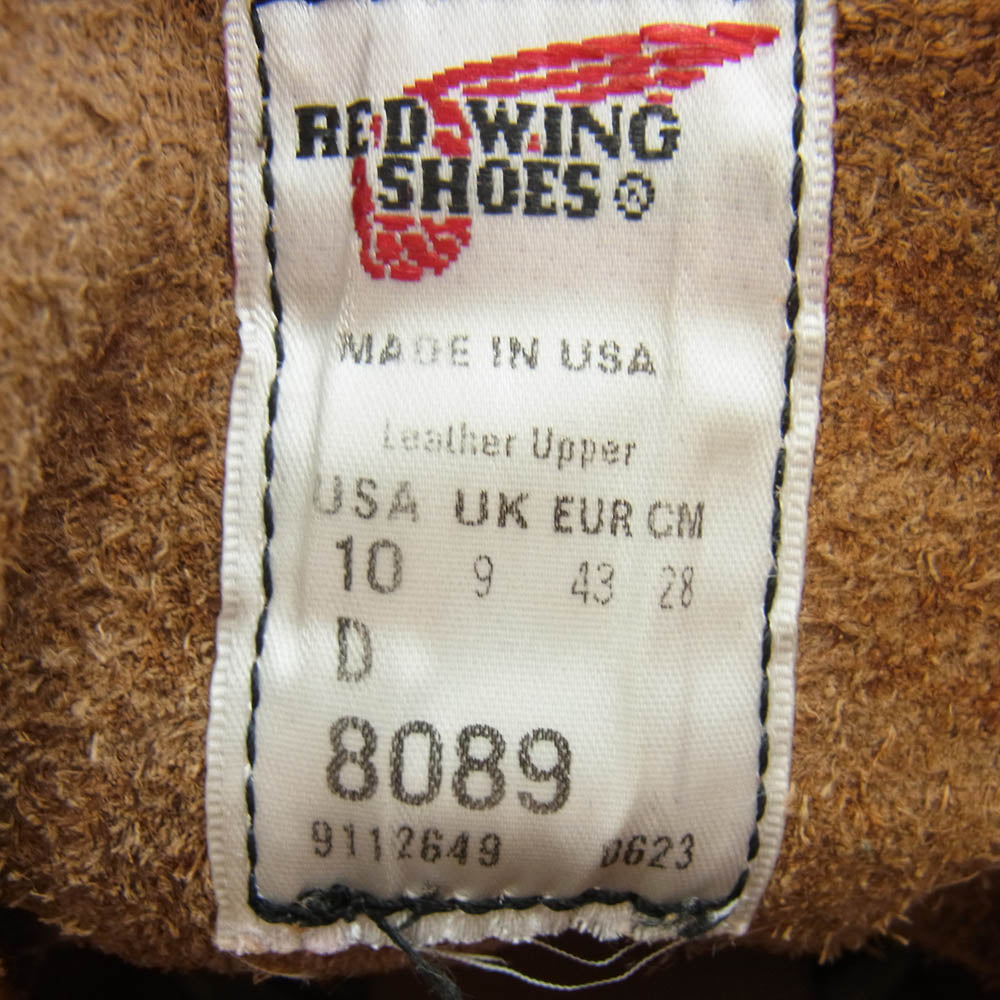 RED WING
SHOES ®
MADE IN USA
Leather Upper
USA UK EUR CM
10 9 43 28
D
8089
9112649 0623